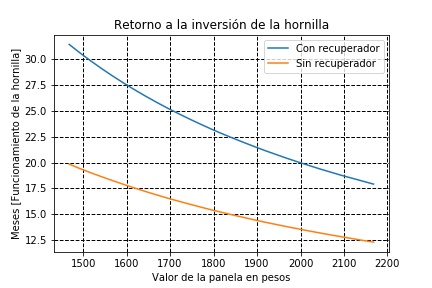 Retorno a la inversión de la hornilla
Con recuperador
Sin recuperador
Meses [Funcionamiento de la hornilla]
30.0
27.5
25.0
22.5
20.0
17.5
15.0
12.5
1500 1600 1700 1800 1900 2000 2100 2200
Valor de la panela en pesos